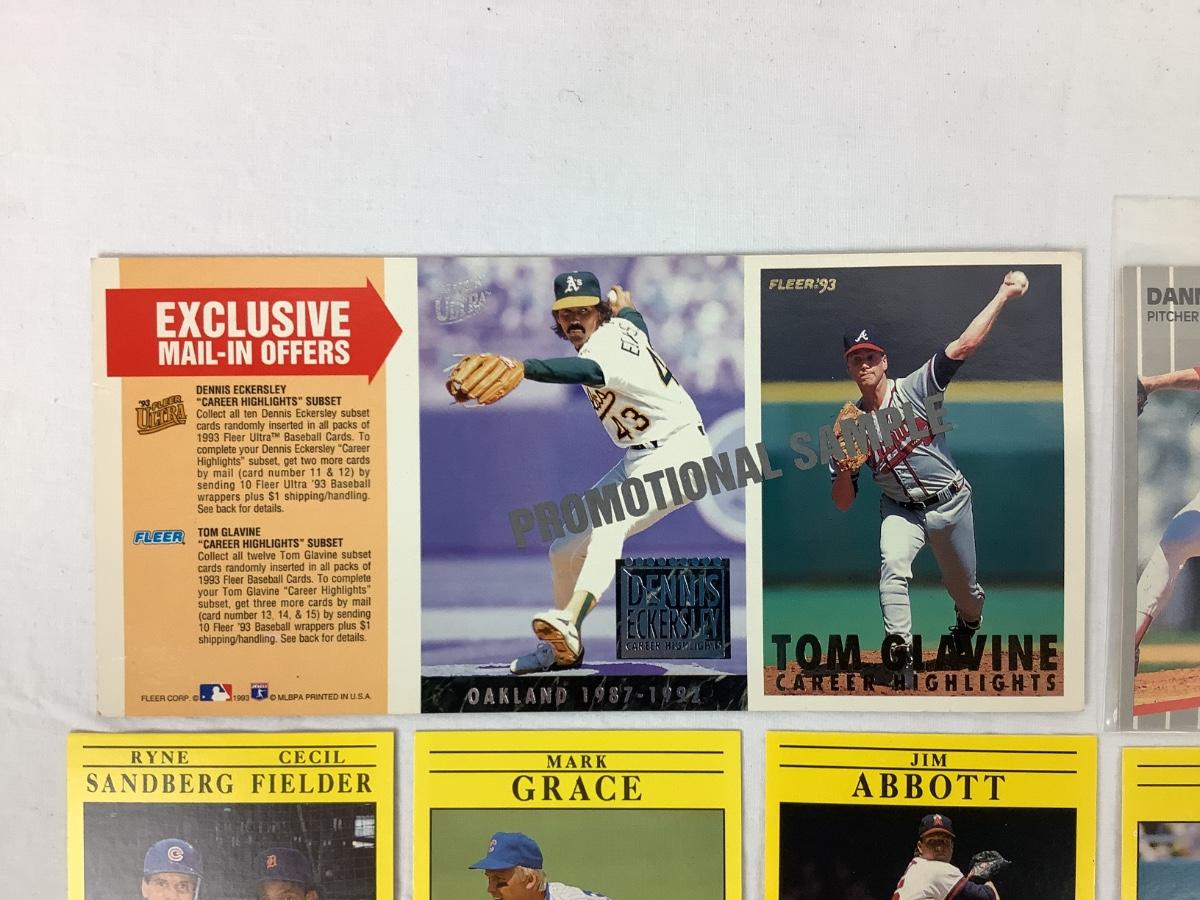 EXCLUSIVE
MAIL-IN OFFERS
'93 FLEER
ULTRA
DENNIS ECKERSLEY
"CAREER HIGHLIGHTS" SUBSET
Collect all ten Dennis Eckersley subset
cards randomly inserted in all packs of
1993 Fleer Ultra™ Baseball Cards. To
complete your Dennis Eckersley "Career
Highlights" subset, get two more cards
by mail (card number 11 & 12) by
sending 10 Fleer Ultra '93 Baseball
wrappers plus $1 shipping/handling.
See back for details.
FLEER
TOM GLAVINE
"CAREER HIGHLIGHTS" SUBSET
Collect all twelve Tom Glavine subset
cards randomly inserted in all packs of
1993 Fleer Baseball Cards. To complete
your Tom Glavine "Career Highlights"
subset, get three more cards by mail
(card number 13, 14, & 15) by sending
10 Fleer '93 Baseball wrappers plus $1
shipping/handling. See back for details.
FLEER CORP. © 1993 © MLBPA PRINTED IN U.S.A.
ULTRA
A's
43
PROMOTIONAL SAMPLE
DENNIS
ECKERSLEY
CAREER HIGHLIGHTS
OAKLAND 1987-1992
FLEER '93
A
TOM GLAVINE
CAREER HIGHLIGHTS
PITCHER
RYNE CECIL
SANDBERG FIELDER
C
MARK
GRACE
C
JIM
ABBOTT